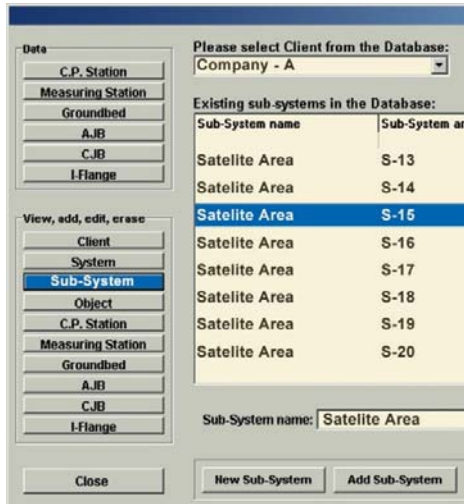 Data
C.P. Station
Measuring Station
Groundbed
AJB
CJB
I-Flange
View, add, edit, erase
Client
System
Sub-System
Object
C.P. Station
Measuring Station
Groundbed
AJB
CJB
I-Flange
Close
Please select Client from the Database:
Company - A
Existing sub-systems in the Database:
Sub-System name Sub-System ar
Satelite Area S-13
Satelite Area S-14
Satelite Area S-15
Satelite Area S-16
Satelite Area S-17
Satelite Area S-18
Satelite Area S-19
Satelite Area S-20
Sub-System name: Satelite Area
New Sub-System Add Sub-System